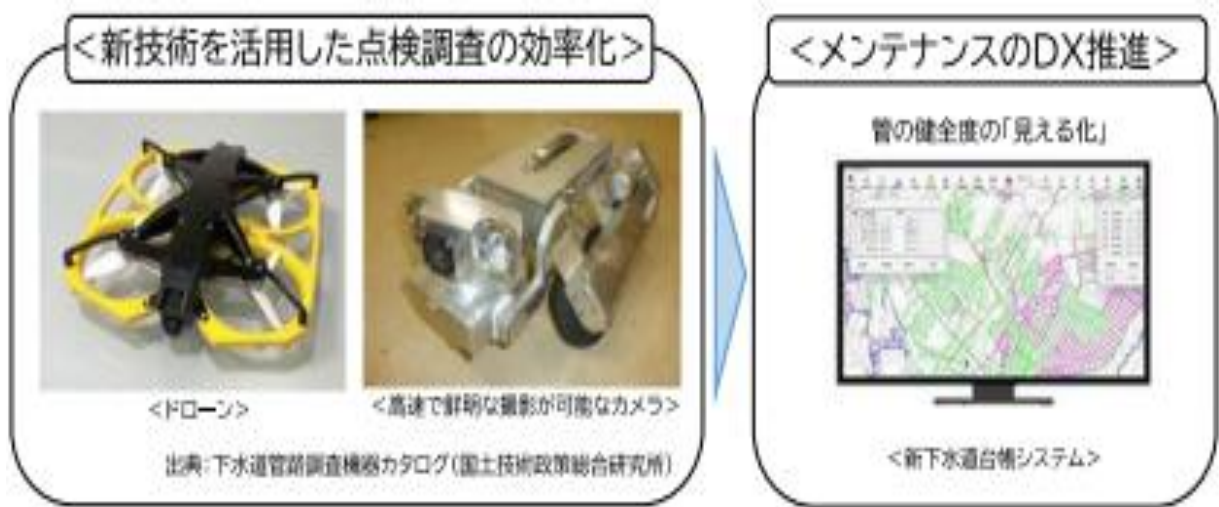 ＜新技術を活用した点検調査の効率化＞
＜ドローン＞
＜高速で鮮明な撮影が可能なカメラ＞
出典：下水道管路調査機器カタログ（国土技術政策総合研究所）
＜メンテナンスのDX推進＞
管の健全度の「見える化」
＜新下水道台帳システム＞